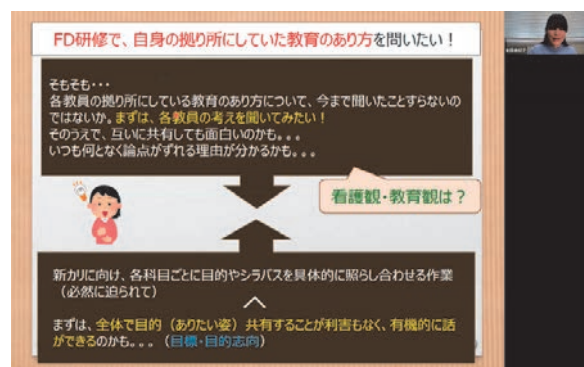 FD研修で、自身の拠り所にしていた教育のあり方を問いたい！
そもそも・・・
各教員の拠り所にしている教育のあり方について、今まで聞いたことすらないの
ではないか。まずは、各教員の考えを聞いてみたい！
そのうえで、互いに共有しても面白いのかも。。。
いつも何となく論点がずれる理由が分かるかも。。。
看護観・教育観は？
新カリに向け、各科目ごとに目的やシラバスを具体的に照らし合わせる作業
（必然に迫られて）
まずは、全体で目的（ありたい姿）共有することが利害もなく、有機的に話
ができるのかも。。。（目標・目的志向）